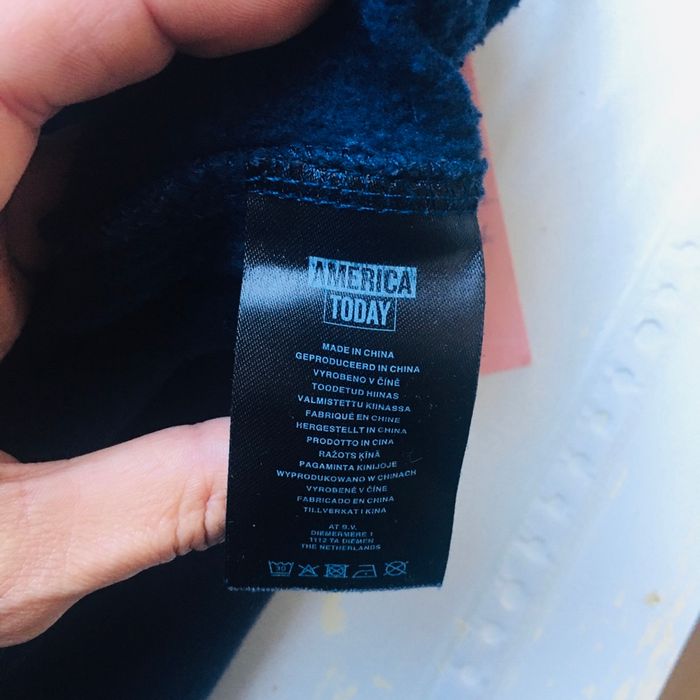 AMERICA
TODAY
MADE IN CHINA
GEPRODUCEERD IN CHINA
VYROBENO V ČÍNĚ
TOODETUD HIINAS
VALMISTETTU KIINASSA
FABRIQUÉ EN CHINE
HERGESTELLT IN CHINA
PRODOTTO IN CINA
RAŽOTS ĶĪNĀ
PAGAMINTA KINIJOJE
WYPRODUKOWANO W CHINACH
VYROBENÉ V ČÍNE
FABRICADO EN CHINA
TILLVERKAT I KINA
AT B.V.
DIEMERMERE 1
1112 TA DIEMEN
THE NETHERLANDS
30